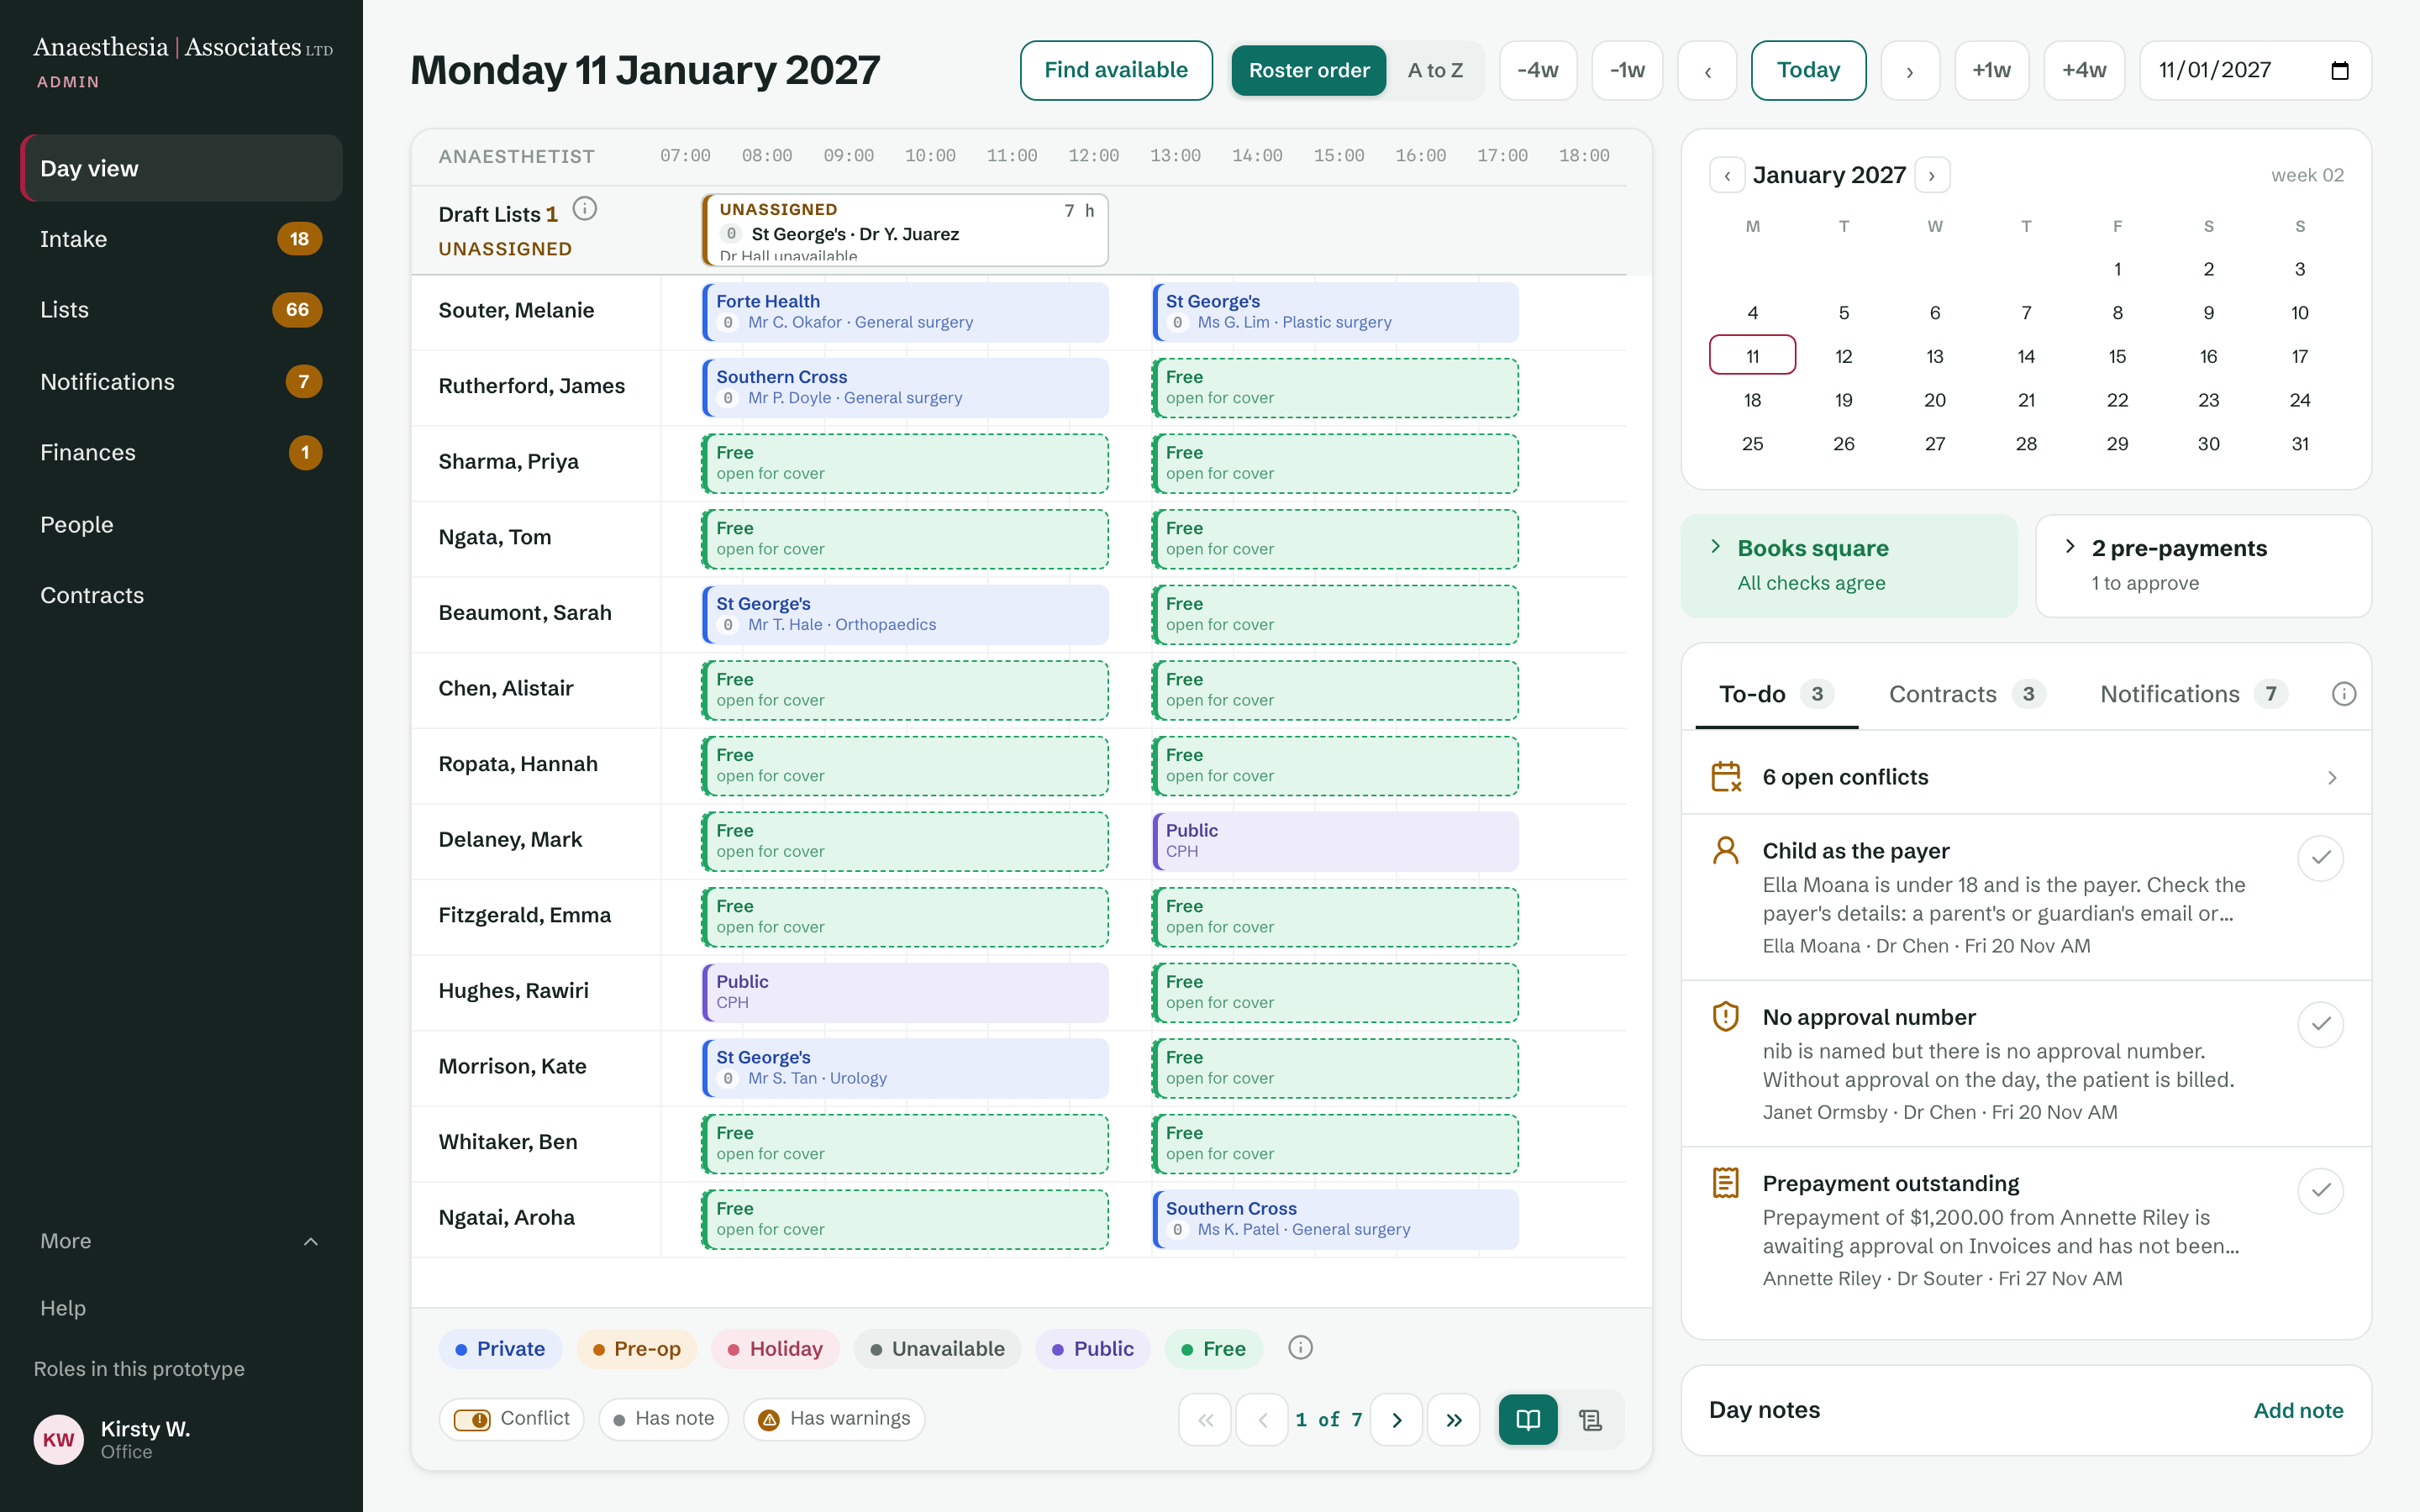 Anaesthesia | Associates LTD
ADMIN
Day view
Intake 18
Lists 66
Notifications 7
Finances 1
People
Contracts
More
Help
Roles in this prototype
KW Kirsty W.
Office
Monday 11 January 2027
Find available Roster order A to Z -4w -1w ‹ Today › +1w +4w 11/01/2027
ANAESTHETIST 07:00 08:00 09:00 10:00 11:00 12:00 13:00 14:00 15:00 16:00 17:00 18:00
Draft Lists 1
UNASSIGNED
UNASSIGNED 7 h
0 St George's · Dr Y. Juarez
Dr Hall unavailable
Souter, Melanie
Forte Health
0 Mr C. Okafor · General surgery
St George's
0 Ms G. Lim · Plastic surgery
Rutherford, James
Southern Cross
0 Mr P. Doyle · General surgery
Free
open for cover
Sharma, Priya
Free
open for cover
Free
open for cover
Ngata, Tom
Free
open for cover
Free
open for cover
Beaumont, Sarah
St George's
0 Mr T. Hale · Orthopaedics
Free
open for cover
Chen, Alistair
Free
open for cover
Free
open for cover
Ropata, Hannah
Free
open for cover
Free
open for cover
Delaney, Mark
Free
open for cover
Public
CPH
Fitzgerald, Emma
Free
open for cover
Free
open for cover
Hughes, Rawiri
Public
CPH
Free
open for cover
Morrison, Kate
St George's
0 Mr S. Tan · Urology
Free
open for cover
Whitaker, Ben
Free
open for cover
Free
open for cover
Ngatai, Aroha
Free
open for cover
Southern Cross
0 Ms K. Patel · General surgery
Private Pre-op Holiday Unavailable Public Free
Conflict Has note Has warnings
« ‹ 1 of 7 › »
‹ January 2027 › week 02
M T W T F S S
1 2 3
4 5 6 7 8 9 10
11 12 13 14 15 16 17
18 19 20 21 22 23 24
25 26 27 28 29 30 31
Books square
All checks agree
2 pre-payments
1 to approve
To-do 3 Contracts 3 Notifications 7
6 open conflicts
Child as the payer
Ella Moana is under 18 and is the payer. Check the
payer's details: a parent's or guardian's email or...
Ella Moana · Dr Chen · Fri 20 Nov AM
No approval number
nib is named but there is no approval number.
Without approval on the day, the patient is billed.
Janet Ormsby · Dr Chen · Fri 20 Nov AM
Prepayment outstanding
Prepayment of $1,200.00 from Annette Riley is
awaiting approval on Invoices and has not been...
Annette Riley · Dr Souter · Fri 27 Nov AM
Day notes Add note